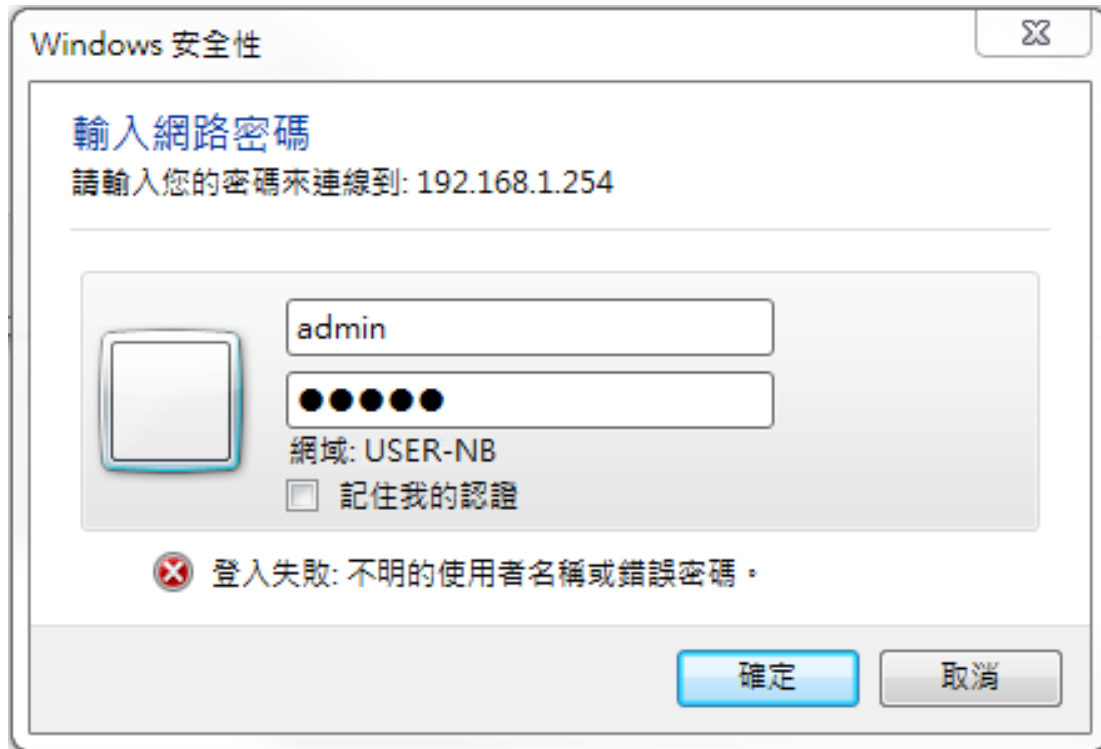 Windows 安全性
輸入網路密碼
請輸入您的密碼來連線到: 192.168.1.254
admin
●●●●●
網域: USER-NB
記住我的認證
登入失敗: 不明的使用者名稱或錯誤密碼。
確定
取消